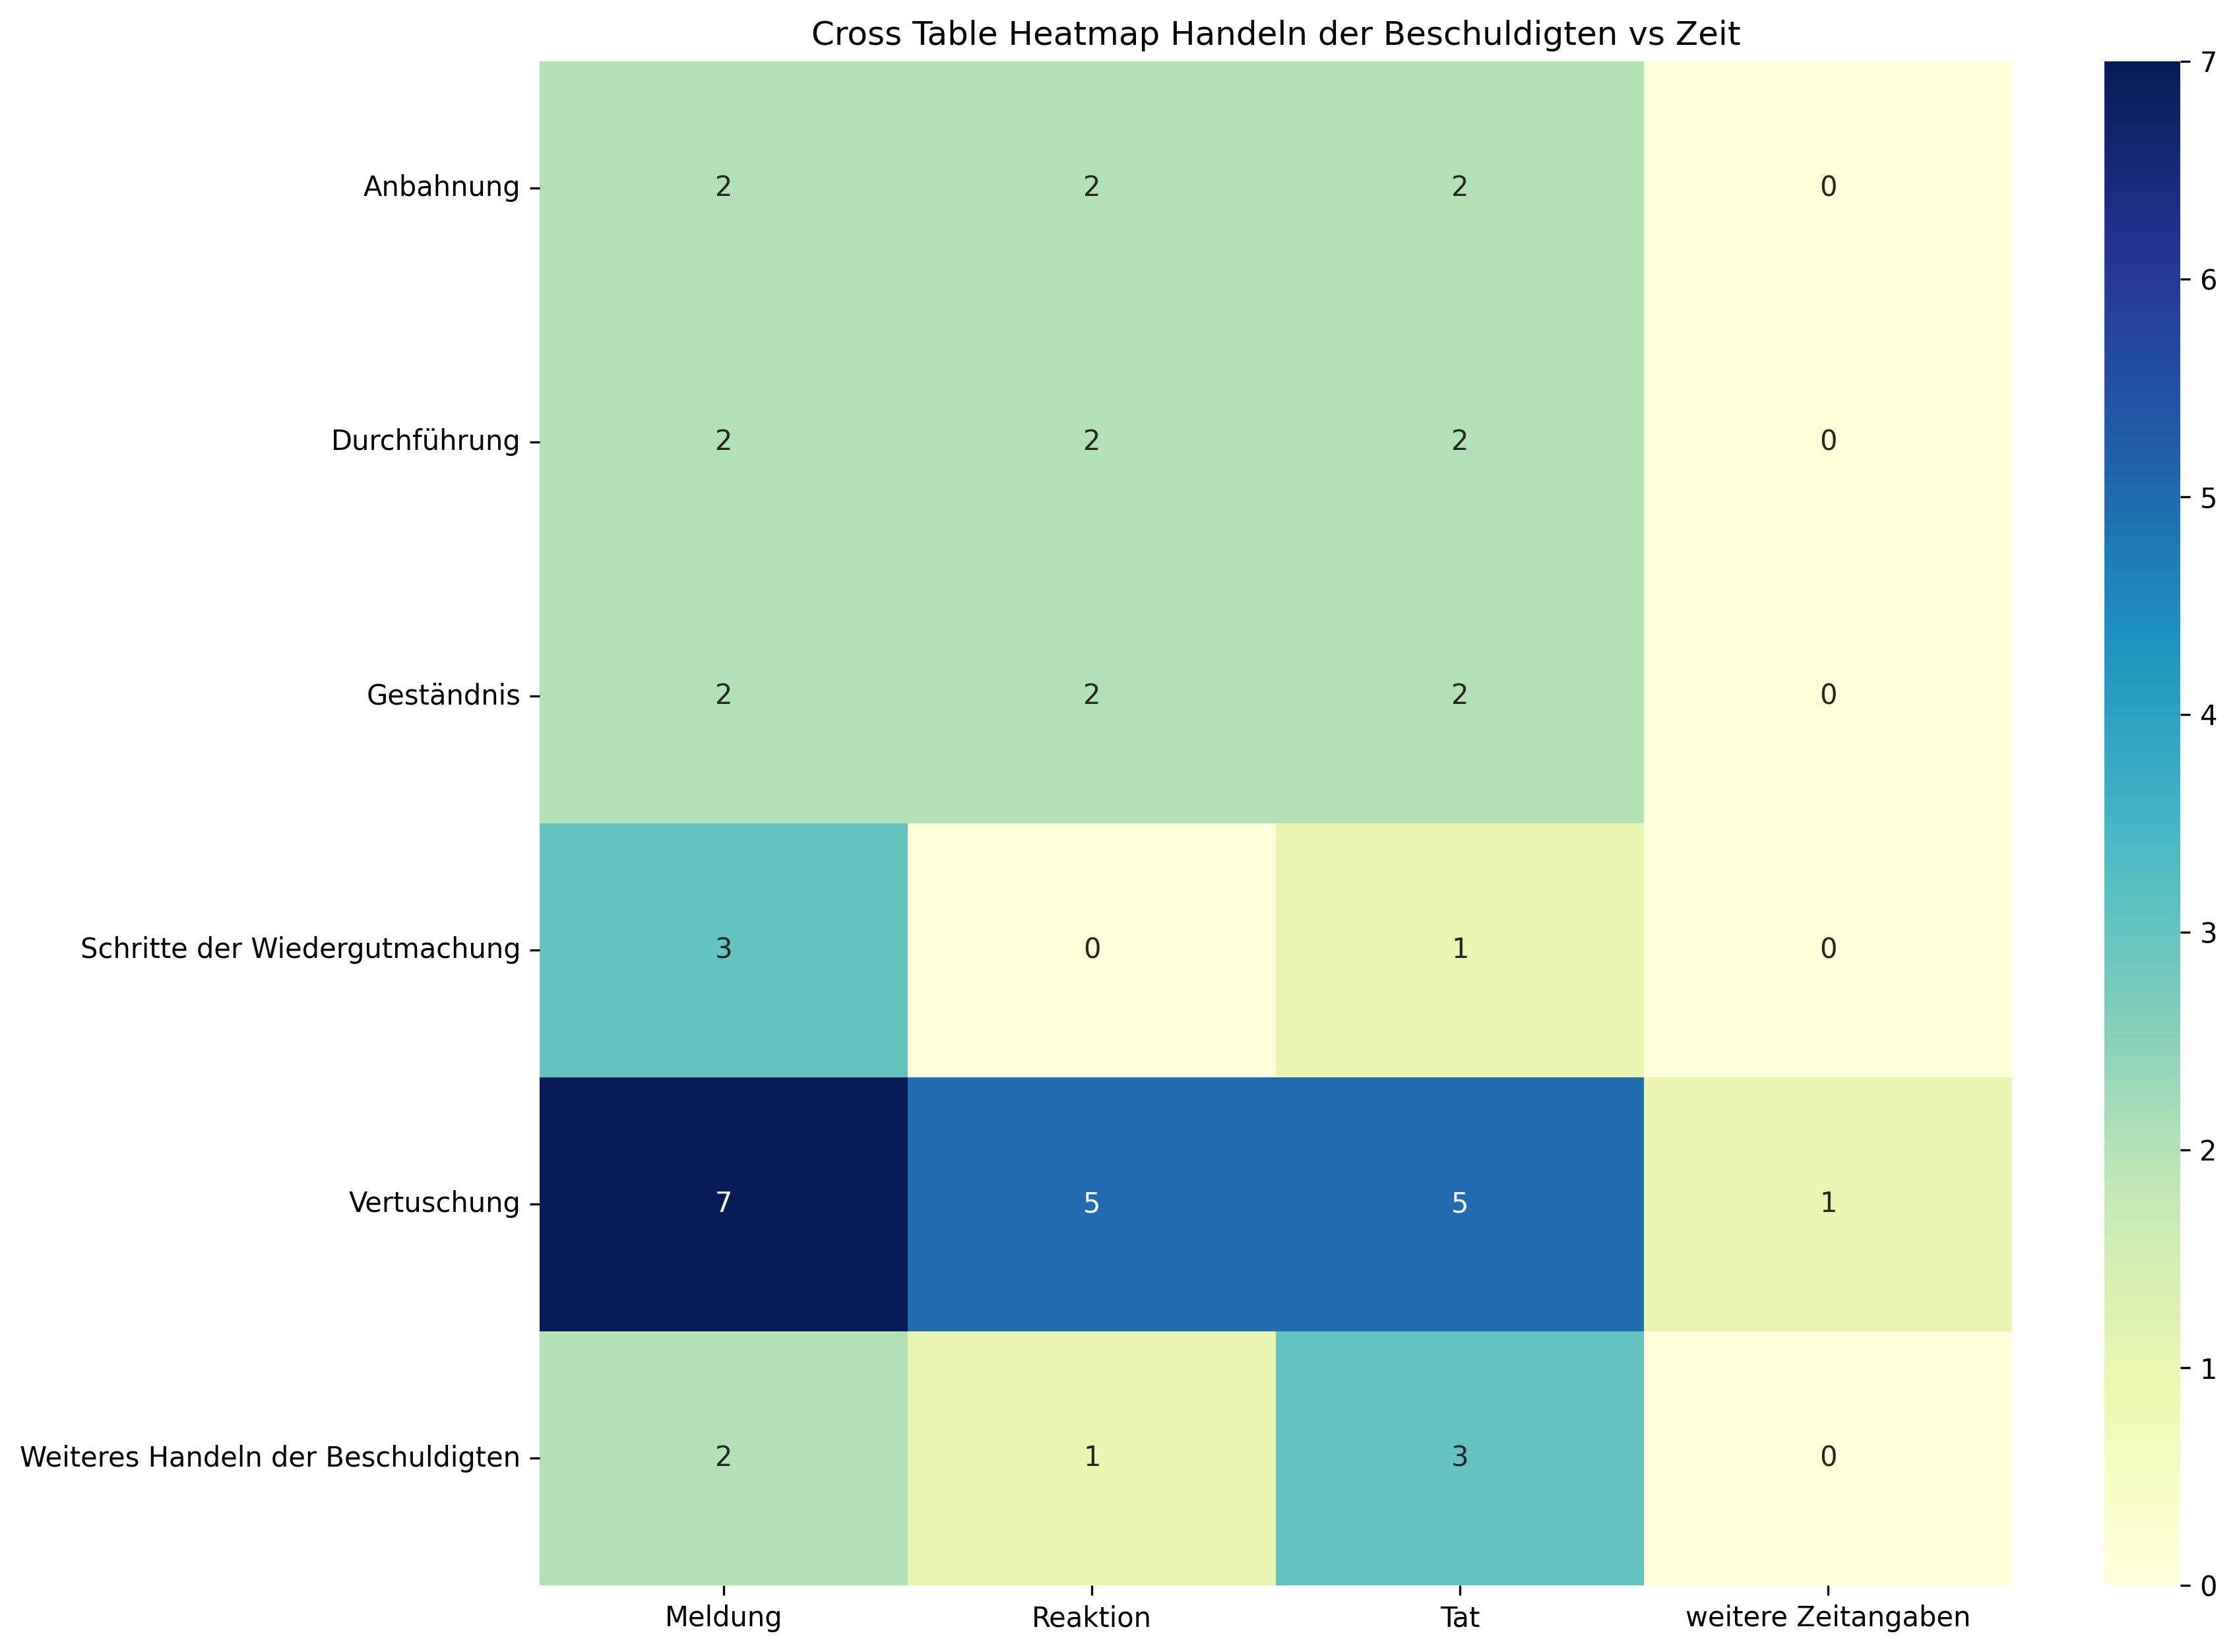 Cross Table Heatmap Handeln der Beschuldigten vs Zeit
7
6
5
4
3
2
1
0
Anbahnung 2 2 2 0
Durchführung 2 2 2 0
Geständnis 2 2 2 0
Schritte der Wiedergutmachung 3 0 1 0
Vertuschung 7 5 5 1
Weiteres Handeln der Beschuldigten 2 1 3 0
Meldung Reaktion Tat weitere Zeitangaben